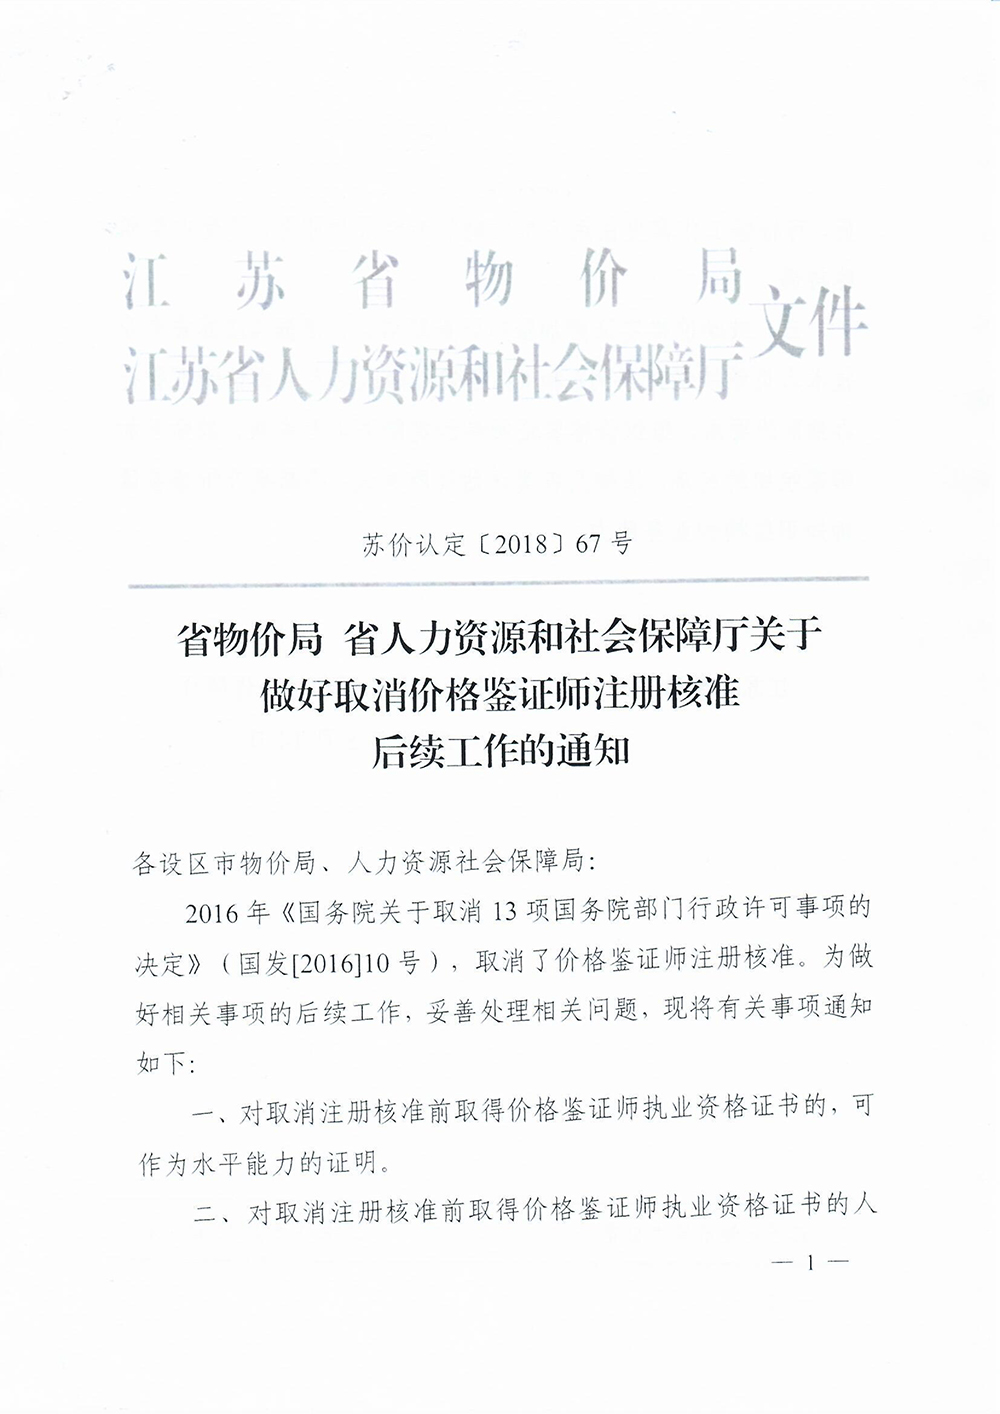 江苏省物价局
文件
江苏省人力资源和社会保障厅
苏价认定〔2018〕67号
省物价局 省人力资源和社会保障厅关于
做好取消价格鉴证师注册核准
后续工作的通知
各设区市物价局、人力资源社会保障局：
2016年《国务院关于取消13项国务院部门行政许可事项的
决定》（国发[2016]10号），取消了价格鉴证师注册核准。为做
好相关事项的后续工作，妥善处理相关问题，现将有关事项通知
如下：
一、对取消注册核准前取得价格鉴证师执业资格证书的，可
作为水平能力的证明。
二、对取消注册核准前取得价格鉴证师执业资格证书的人
— 1 —